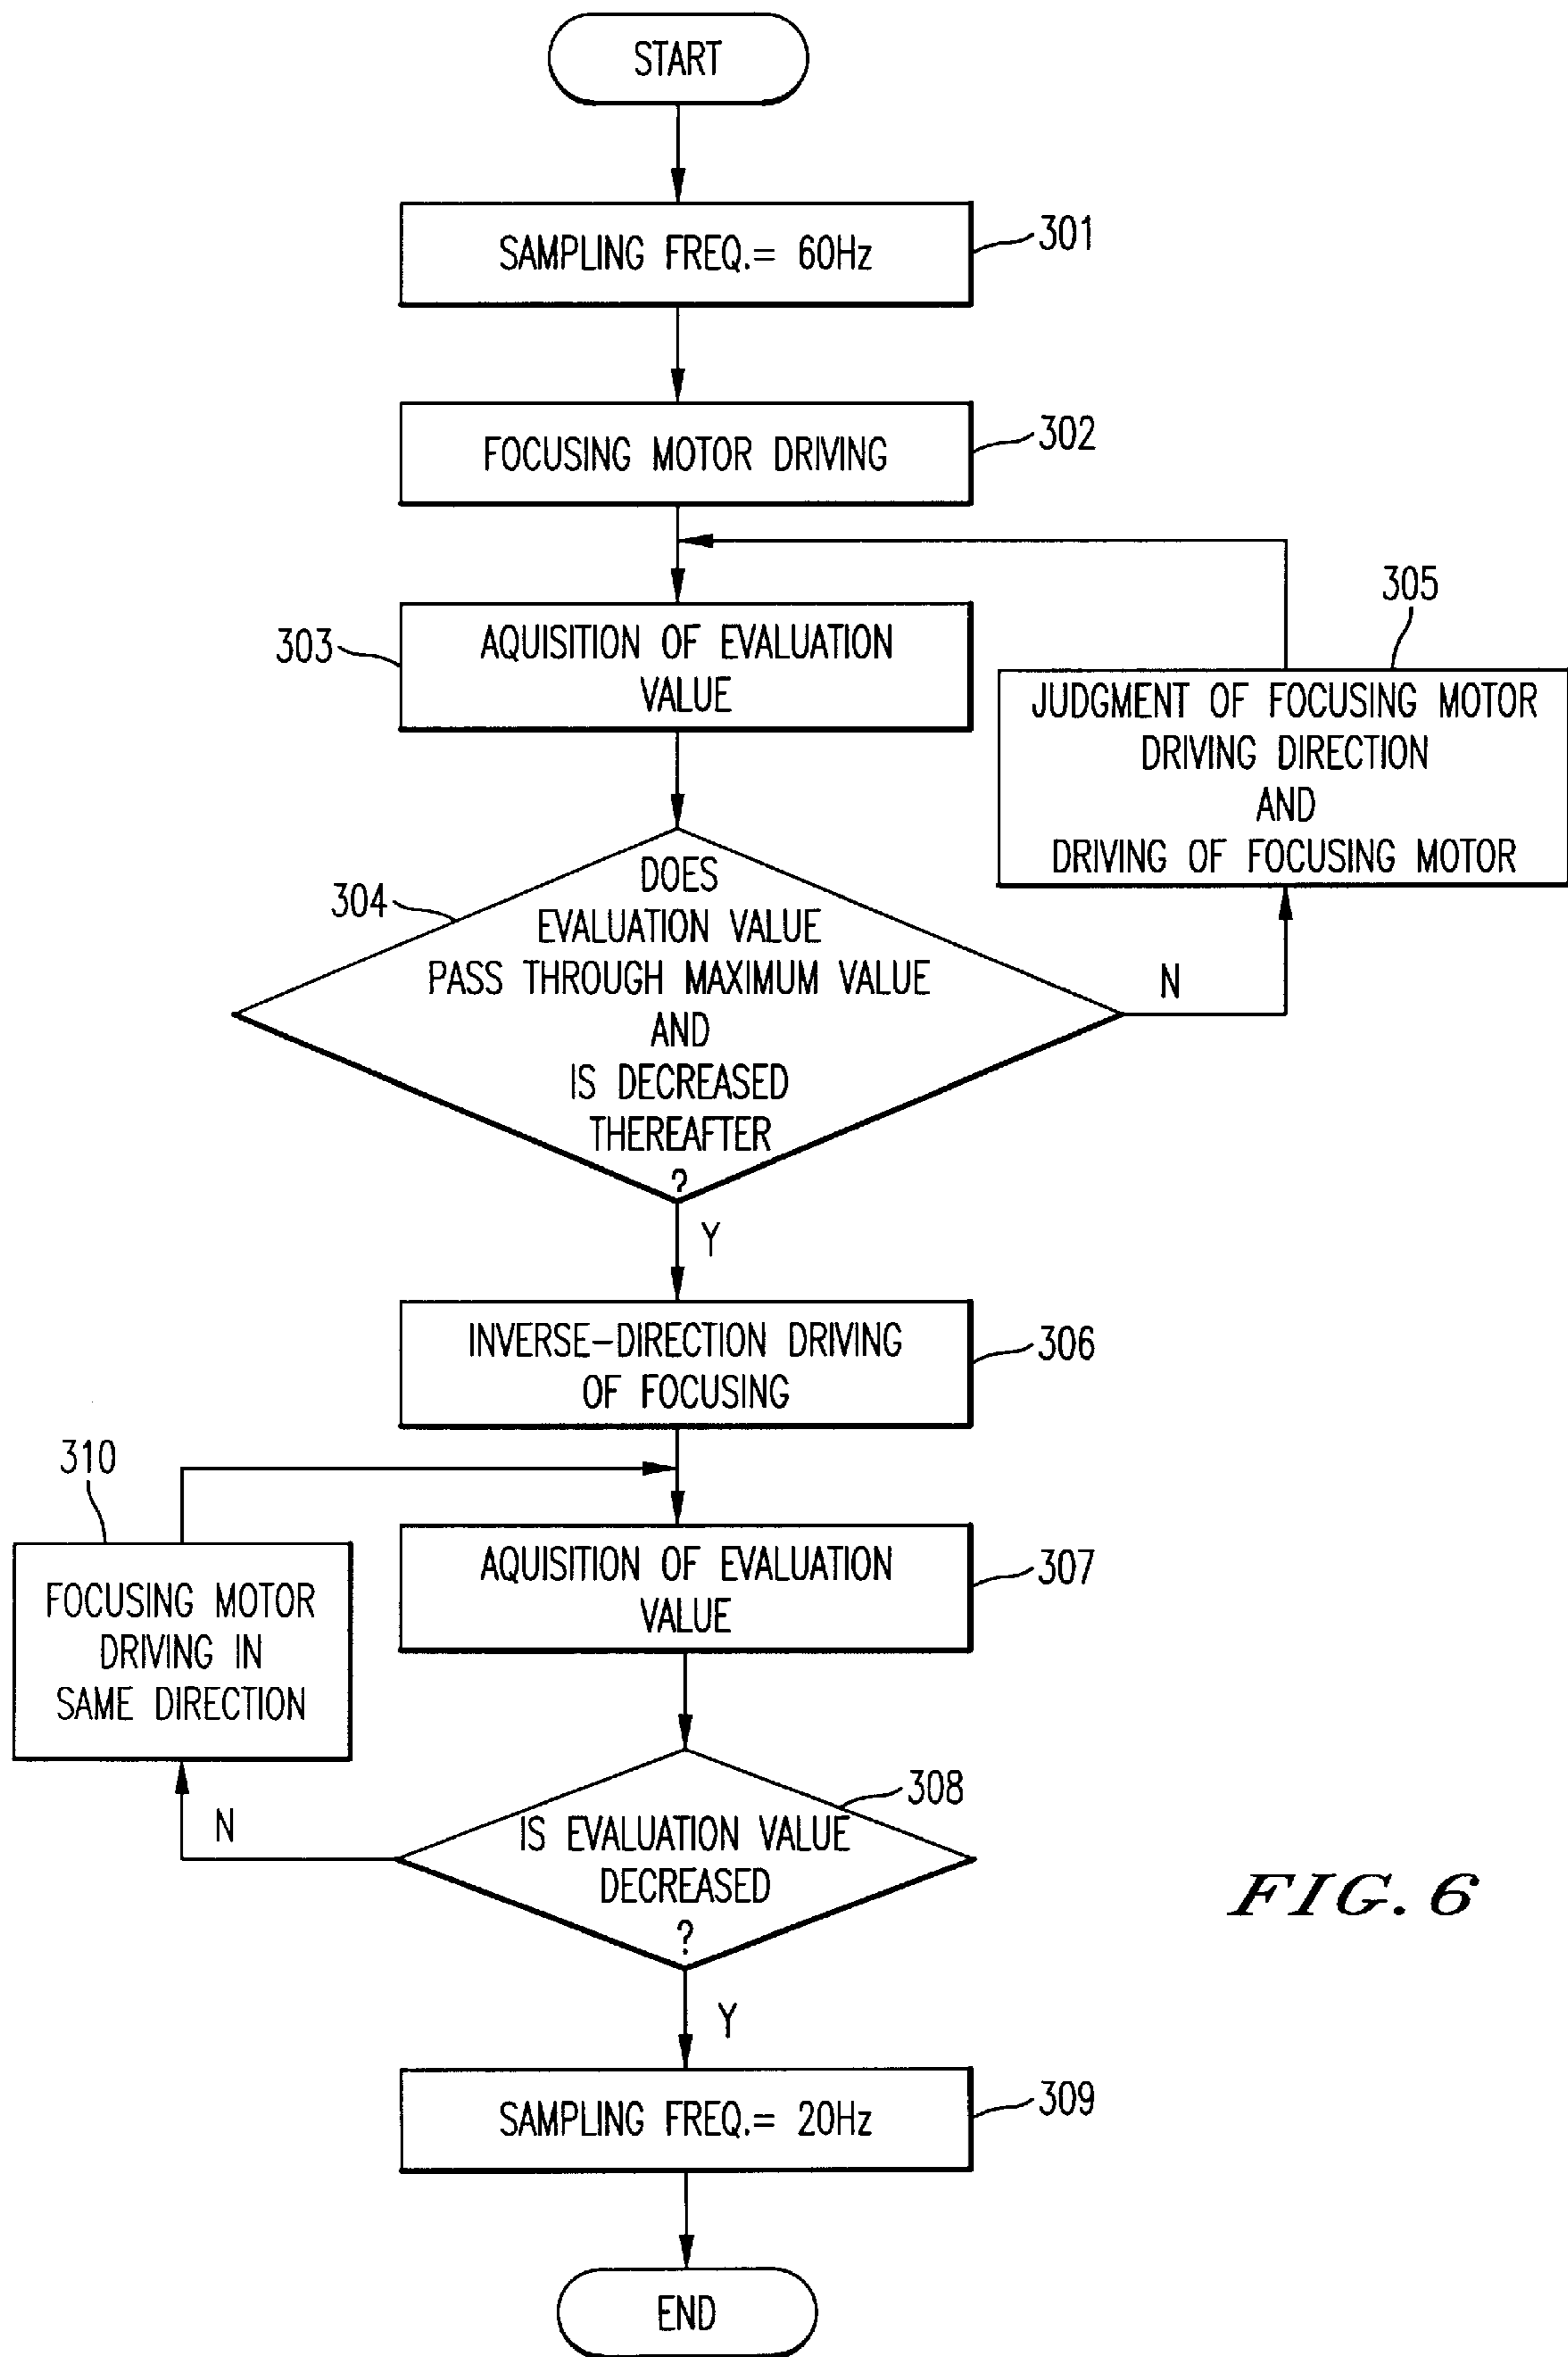 START
SAMPLING FREQ.= 60Hz
301
FOCUSING MOTOR DRIVING
302
303
AQUISITION OF EVALUATION
VALUE
305
JUDGMENT OF FOCUSING MOTOR
DRIVING DIRECTION
AND
DRIVING OF FOCUSING MOTOR
304
DOES
EVALUATION VALUE
PASS THROUGH MAXIMUM VALUE
AND
IS DECREASED
THEREAFTER
?
N
Y
INVERSE-DIRECTION DRIVING
OF FOCUSING
306
310
FOCUSING MOTOR
DRIVING IN
SAME DIRECTION
AQUISITION OF EVALUATION
VALUE
307
308
IS EVALUATION VALUE
DECREASED
?
N
Y
FIG. 6
SAMPLING FREQ.= 20Hz
309
END